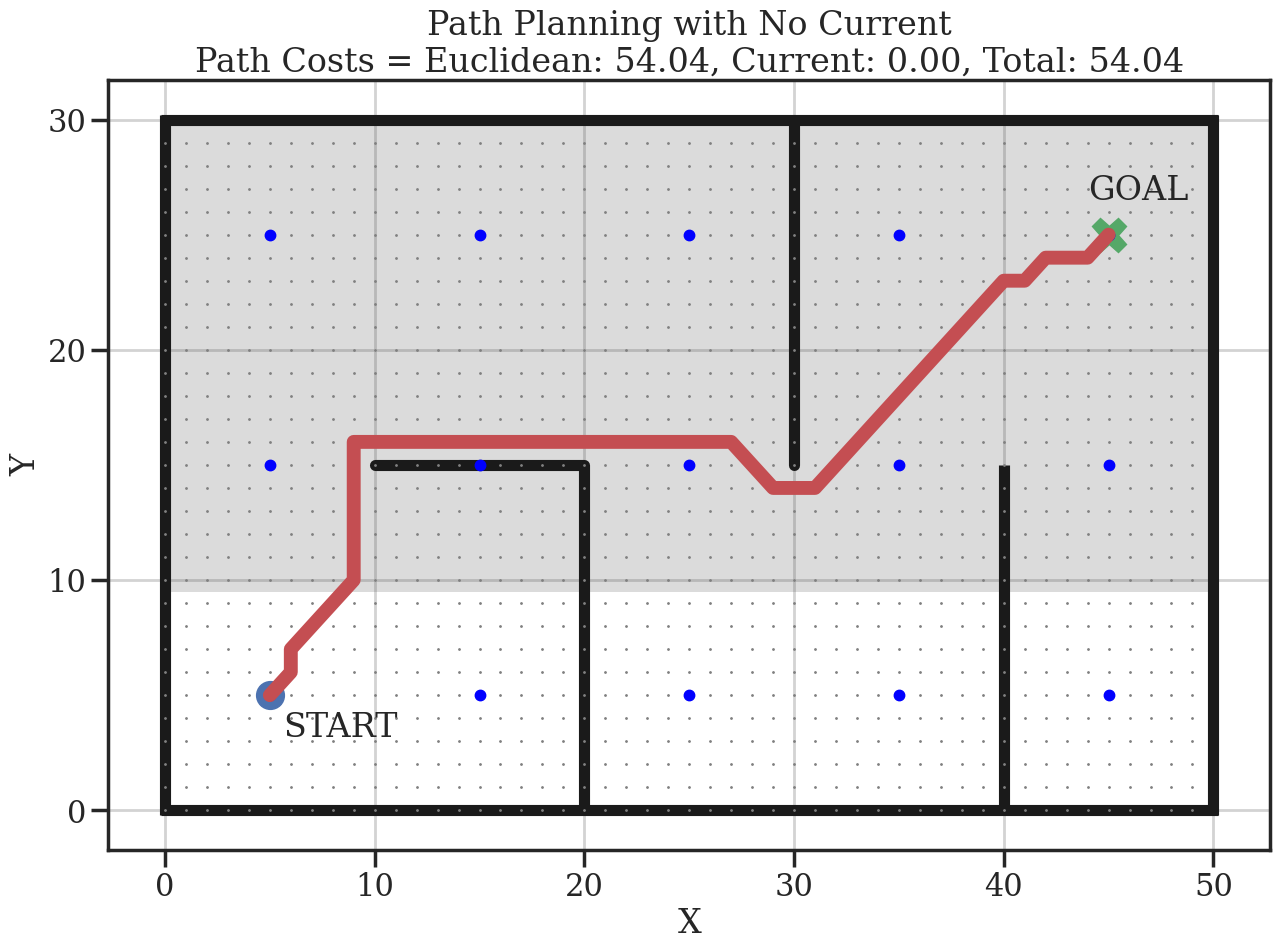 Path Planning with No Current
Path Costs = Euclidean: 54.04, Current: 0.00, Total: 54.04
30
GOAL
20
Y
10
START
0
0 10 20 30 40 50
X